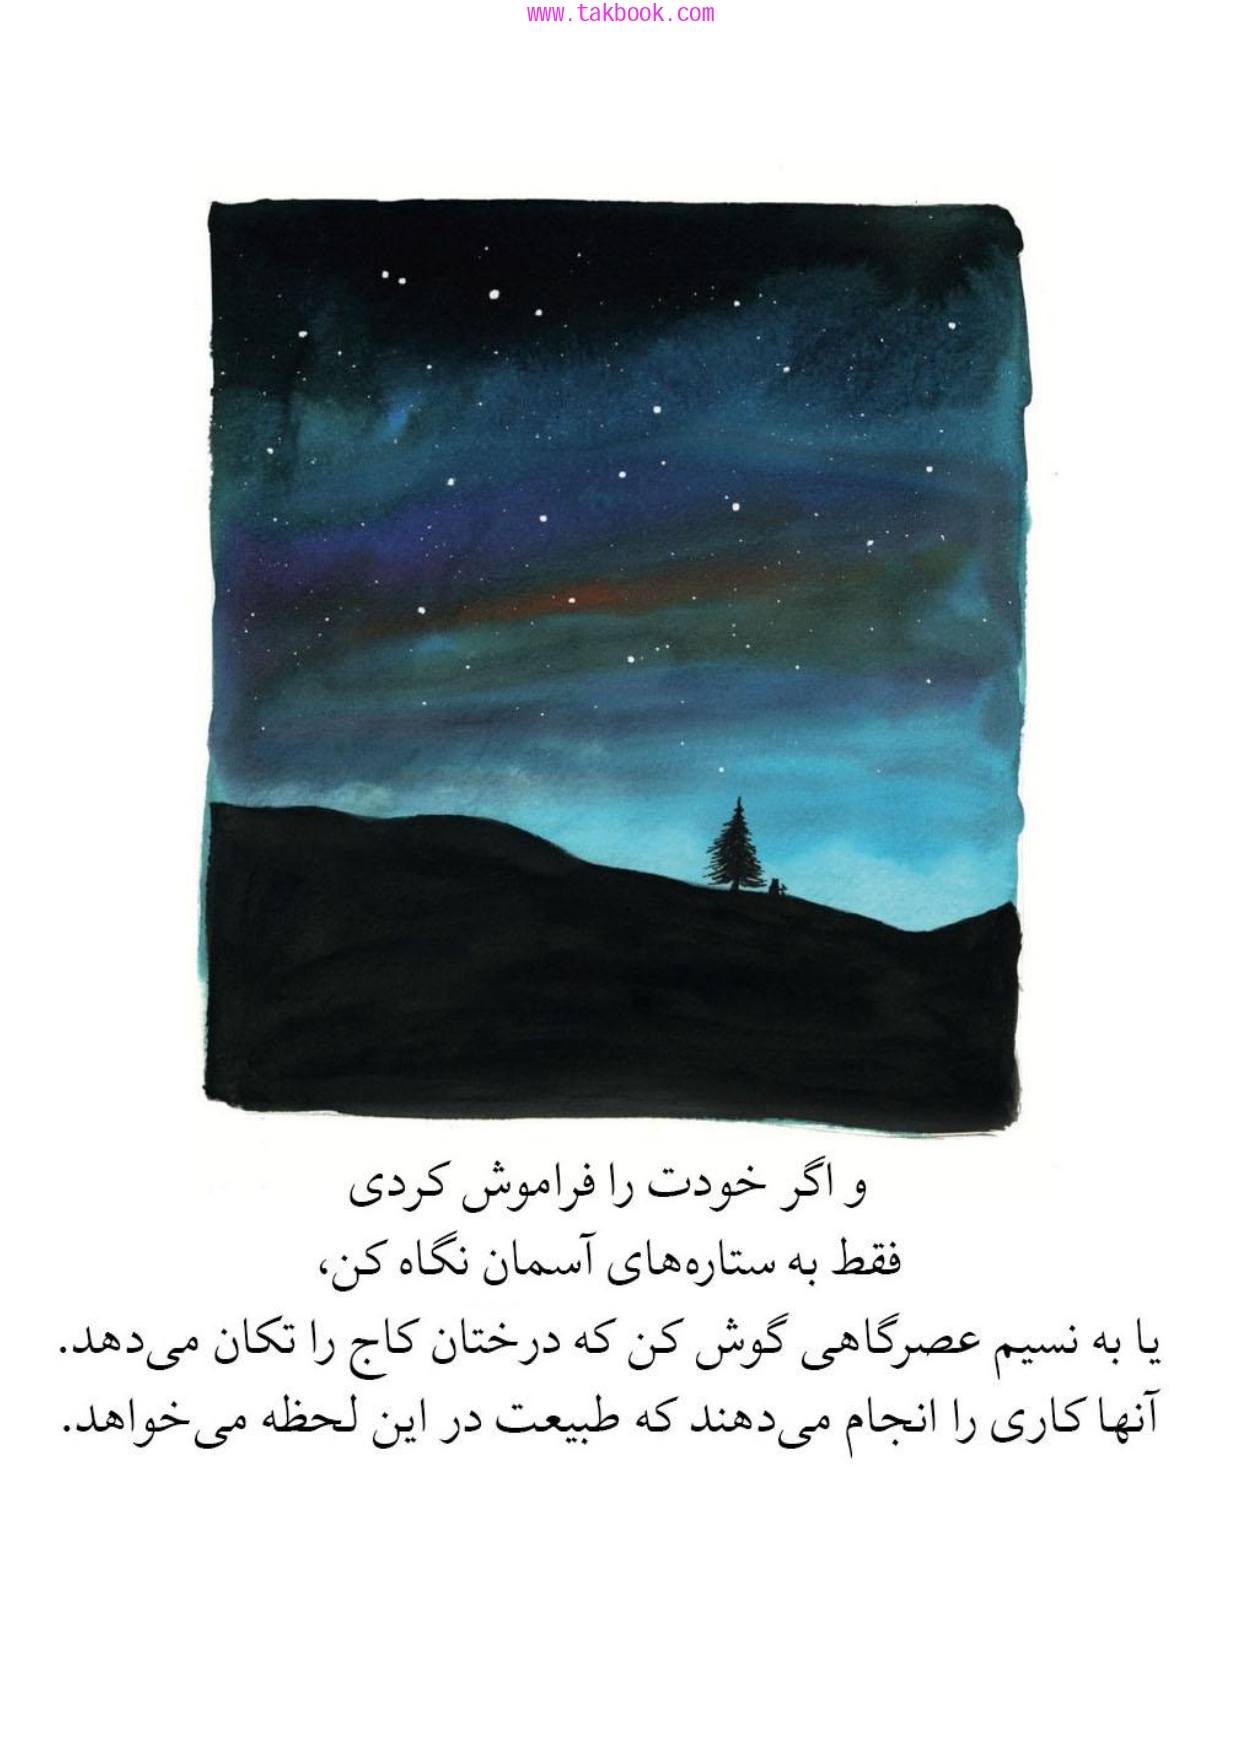 www.takbook.com
و اگر خودت را فراموش کردی
فقط به ستاره‌های آسمان نگاه کن،
یا به نسیم عصرگاهی گوش کن که درختان کاج را تکان می‌دهد.
آنها کاری را انجام می‌دهند که طبیعت در این لحظه می‌خواهد.